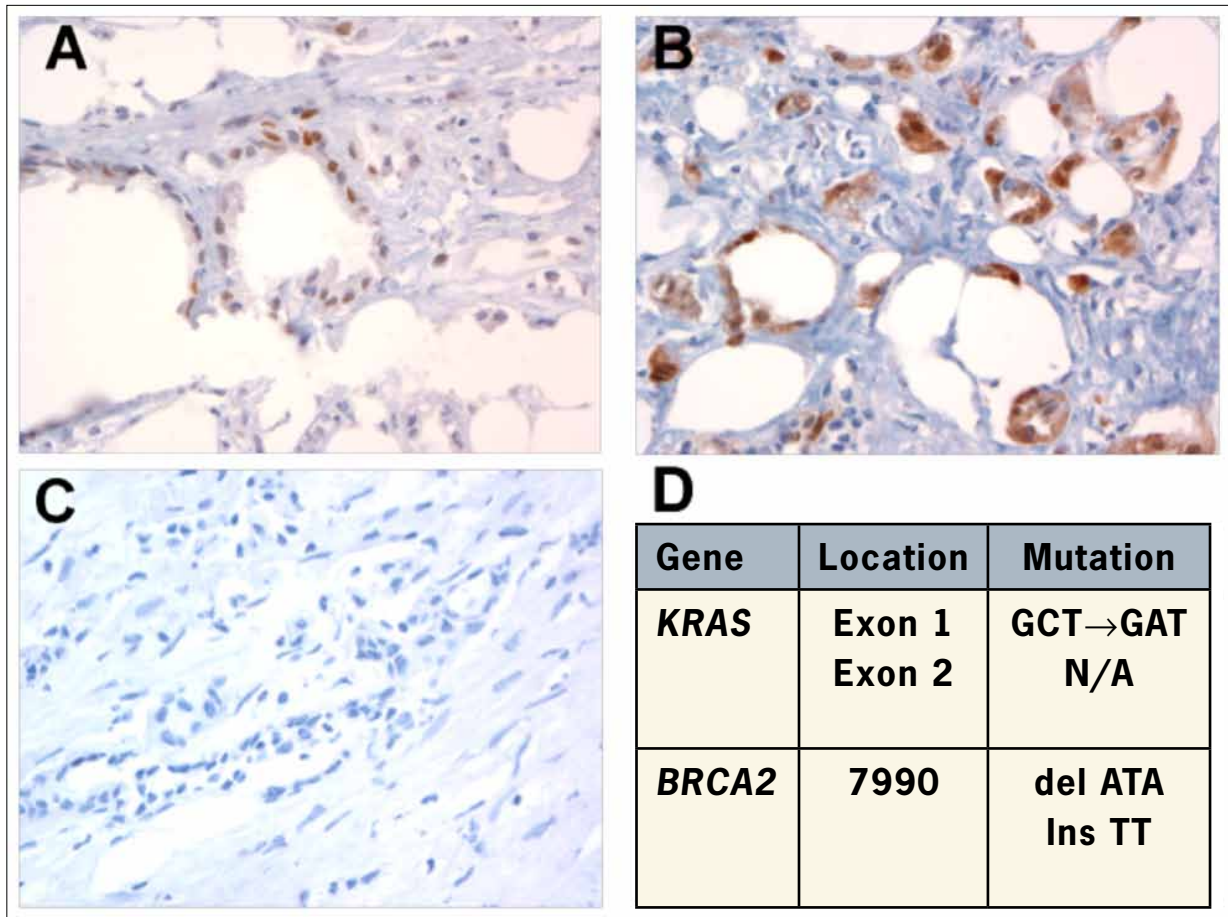 A
B
C
D
Gene Location Mutation
KRAS Exon 1 GCT→GAT
Exon 2 N/A
BRCA2 7990 del ATA
Ins TT